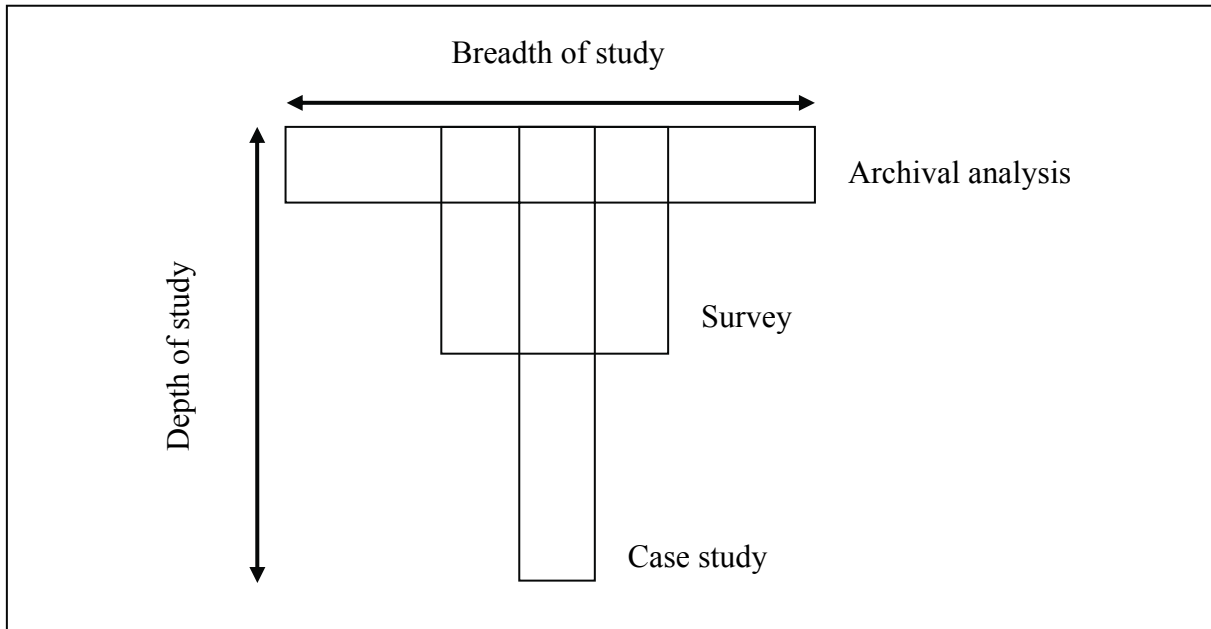 Breadth of study
Archival analysis
Depth of study
Survey
Case study